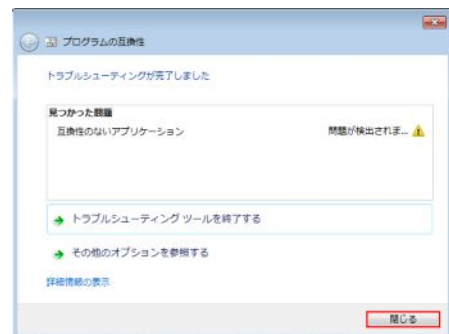 プログラムの互換性
トラブルシューティングが完了しました
見つかった問題
互換性のないアプリケーション 問題が検出されま...
トラブルシューティング ツールを終了する
その他のオプションを参照する
詳細情報の表示
閉じる